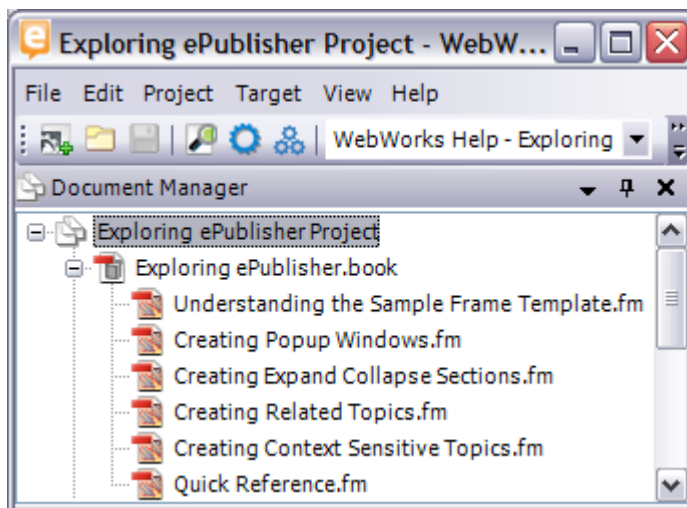 Exploring ePublisher Project - WebW...
File Edit Project Target View Help
WebWorks Help - Exploring
Document Manager
Exploring ePublisher Project
Exploring ePublisher.book
Understanding the Sample Frame Template.fm
Creating Popup Windows.fm
Creating Expand Collapse Sections.fm
Creating Related Topics.fm
Creating Context Sensitive Topics.fm
Quick Reference.fm